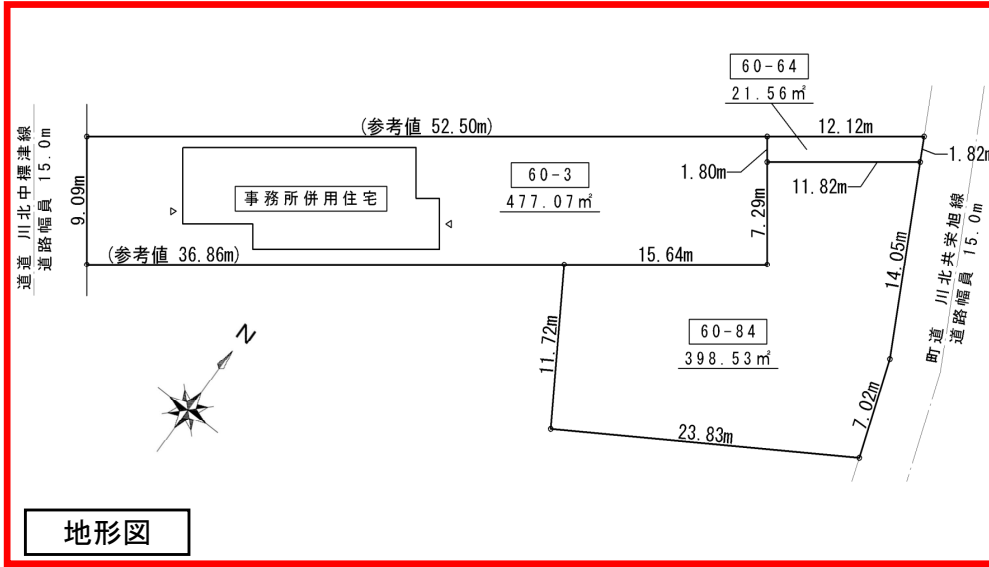 60-64
21.56㎡
(参考値 52.50m)
12.12m
1.82m
1.80m
11.82m
道道 川北中標津線
道路幅員 15.0m
9.09m
事務所併用住宅
60-3
477.07㎡
7.29m
(参考値 36.86m)
15.64m
14.05m
町道 川北共栄旭線
道路幅員 15.0m
N
11.72m
60-84
398.53㎡
7.02m
23.83m
地形図